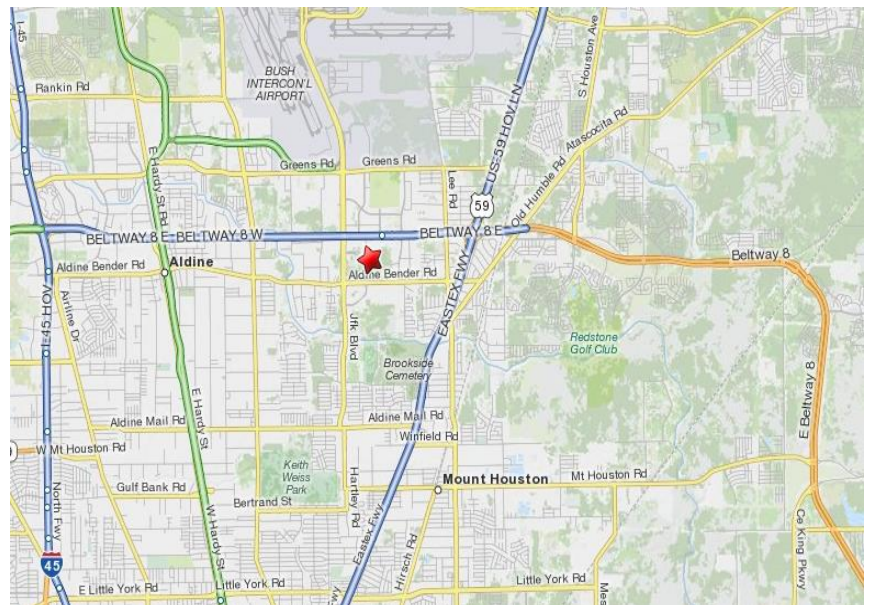 I-45
S Houston Ave
BUSH
INTERCON'L
AIRPORT
Rankin Rd
US-59 HOV LN
Atascocita Rd
E Hardy St Rd
Greens Rd
Greens Rd
Lee Rd
59
Old Humble Rd
BELTWAY 8 E
BELTWAY 8 W
BELTWAY 8 E
Beltway 8
Aldine Bender Rd
Aldine
Aldine Bender Rd
EASTEX FWY
Airline Dr
I-45 HOV
Jfk Blvd
Redstone
Golf Club
Brookside
Cemetery
E Hardy St
E Beltway 8
Aldine Mail Rd
Aldine Mail Rd
Winfield Rd
W Mt Houston Rd
Keith
Weiss
Park
Mount Houston
Mt Houston Rd
Gulf Bank Rd
Hartley Rd
Bertrand St
North Fwy
W Hardy St
Eastex Fwy
Hirsch Rd
Ce King Pkwy
45
E Little York Rd
Little York Rd
Fwy
Little York Rd
Mes